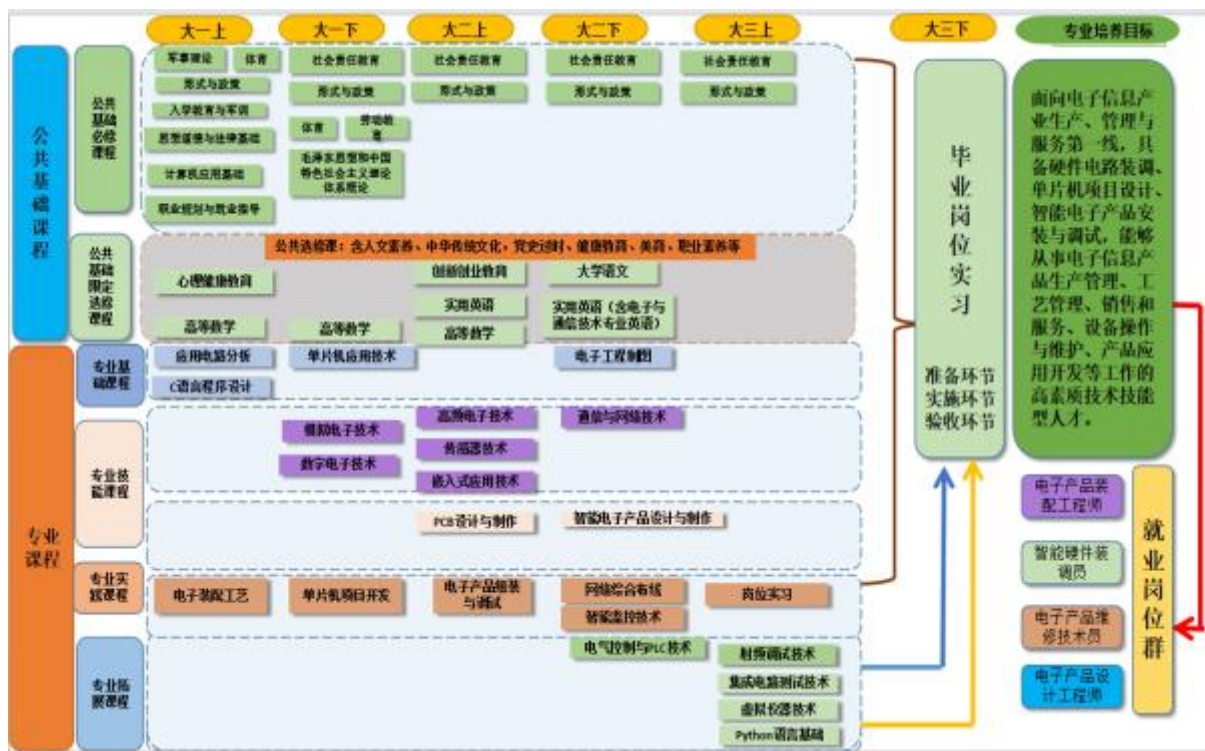 大一上
大一下
大二上
大二下
大三上
大三下
专业培养目标
公共基础课程
公共
基础
必修
课程
军事理论
体育
形式与政策
入学教育与军训
思想道德与法律基础
计算机应用基础
职业规划与就业指导
社会责任教育
形式与政策
体育
劳动教
育
毛泽东思想和中国
特色社会主义理论
体系概论
社会责任教育
形式与政策
社会责任教育
形式与政策
社会责任教育
形式与政策
公共
基础
限定
选修
课程
公共选修课:含人文素养、中华传统文化,党史
健康教育、美育、职业素养等
心理健康教育
高等数学
高等数学
创新创业教育
实用英语
高等数学
大学语文
实用英语(含电子与
通信技术专业英语)
专业
课程
专业基
础课程
应用电路分析
C语言程序设计
单片机应用技术
电子工程制图
专业技
能课程
模拟电子技术
数字电子技术
高频电子技术
传感器技术
嵌入式应用技术
通信与网络技术
PCB设计与制作
智能电子产品设计与制作
专业实
践课程
电子装配工艺
单片机项目开发
电子产品组装
与调试
网络综合布线
智能监控技术
岗位实习
专业拓
展课程
电气控制与PLC技术
射频调试技术
集成电路测试技术
虚拟仪器技术
Python语言基础
毕业岗位实习
准备环节
实施环节
验收环节
面向电子信息产
业生产、管理与
服务第一线,具
备硬件电路装调、
单片机项目设计、
智能电子产品安
装与调试,能够
从事电子信息产
品生产管理、工
艺管理、销售和
服务、设备操作
与维护、产品应
用开发等工作的
高素质技术技能
型人才。
电子产品装
配工程师
智能硬件装
调员
电子产品维
修技术员
电子产品设
计工程师
就业岗位群